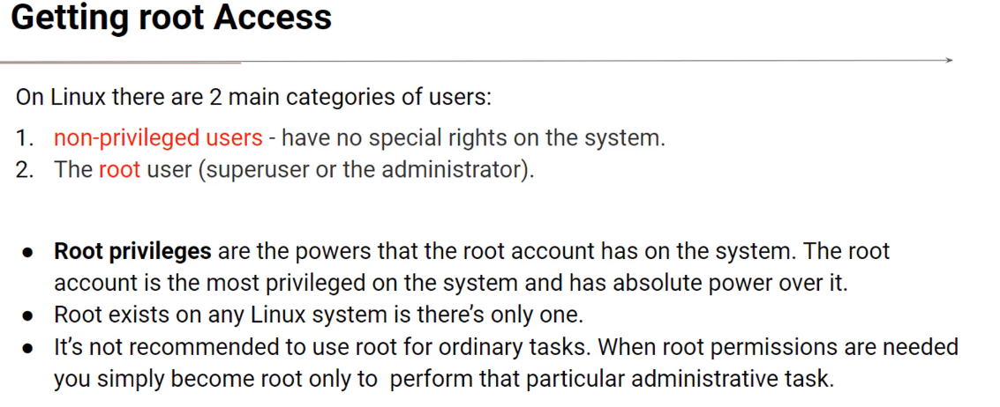 Getting root Access
On Linux there are 2 main categories of users:
1. non-privileged users - have no special rights on the system.
2. The root user (superuser or the administrator).
● Root privileges are the powers that the root account has on the system. The root
account is the most privileged on the system and has absolute power over it.
● Root exists on any Linux system is there's only one.
● It's not recommended to use root for ordinary tasks. When root permissions are needed
you simply become root only to perform that particular administrative task.